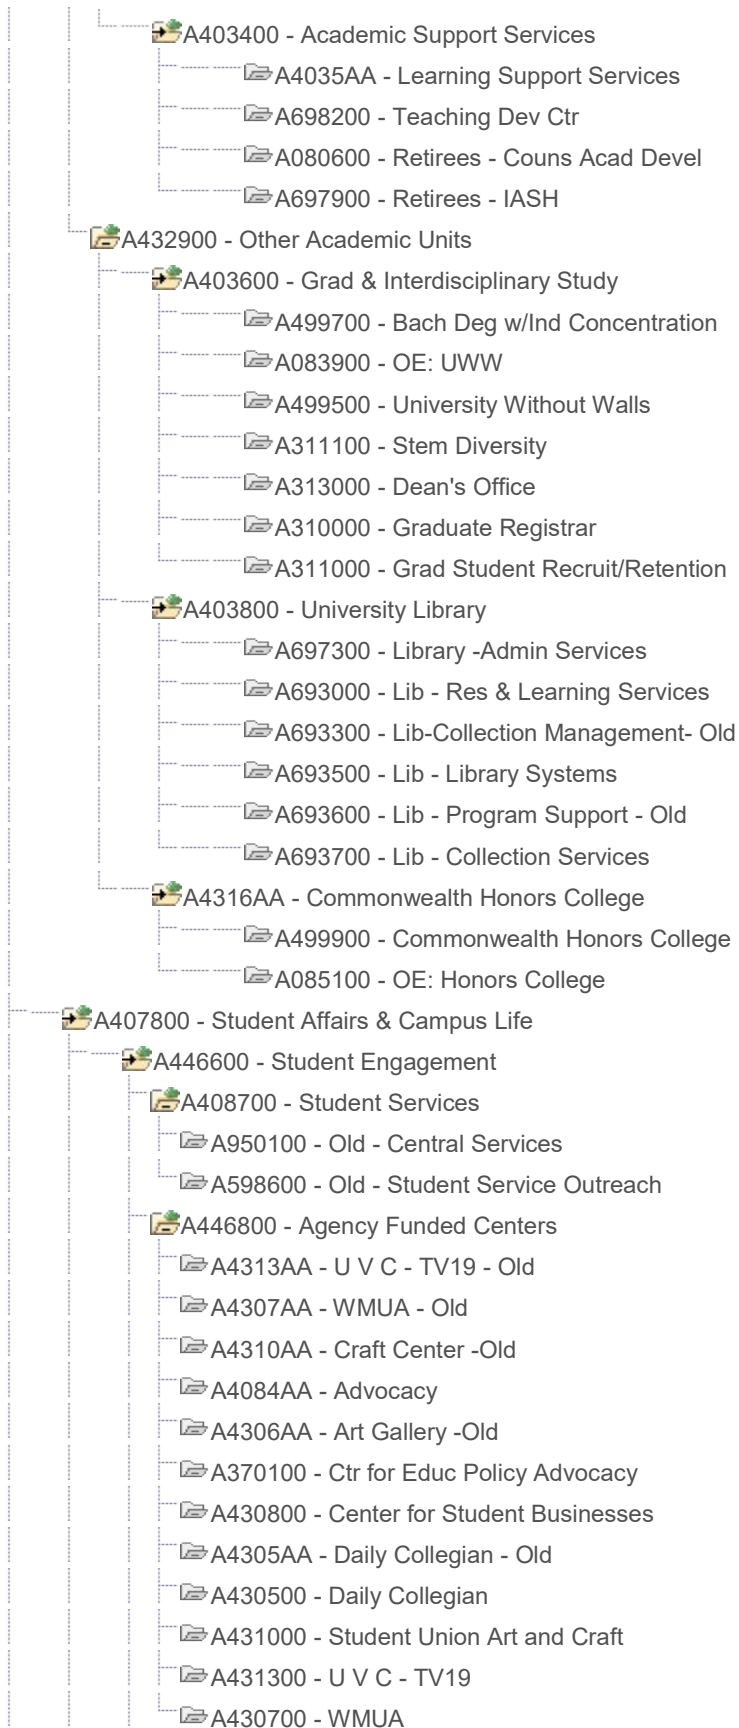 A403400 - Academic Support Services
A4035AA - Learning Support Services
A698200 - Teaching Dev Ctr
A080600 - Retirees - Couns Acad Devel
A697900 - Retirees - IASH
A432900 - Other Academic Units
A403600 - Grad & Interdisciplinary Study
A499700 - Bach Deg w/Ind Concentration
A083900 - OE: UWW
A499500 - University Without Walls
A311100 - Stem Diversity
A313000 - Dean's Office
A310000 - Graduate Registrar
A311000 - Grad Student Recruit/Retention
A403800 - University Library
A697300 - Library -Admin Services
A693000 - Lib - Res & Learning Services
A693300 - Lib-Collection Management- Old
A693500 - Lib - Library Systems
A693600 - Lib - Program Support - Old
A693700 - Lib - Collection Services
A4316AA - Commonwealth Honors College
A499900 - Commonwealth Honors College
A085100 - OE: Honors College
A407800 - Student Affairs & Campus Life
A446600 - Student Engagement
A408700 - Student Services
A950100 - Old - Central Services
A598600 - Old - Student Service Outreach
A446800 - Agency Funded Centers
A4313AA - U V C - TV19 - Old
A4307AA - WMUA - Old
A4310AA - Craft Center -Old
A4084AA - Advocacy
A4306AA - Art Gallery -Old
A370100 - Ctr for Educ Policy Advocacy
A430800 - Center for Student Businesses
A4305AA - Daily Collegian - Old
A430500 - Daily Collegian
A431000 - Student Union Art and Craft
A431300 - U V C - TV19
A430700 - WMUA